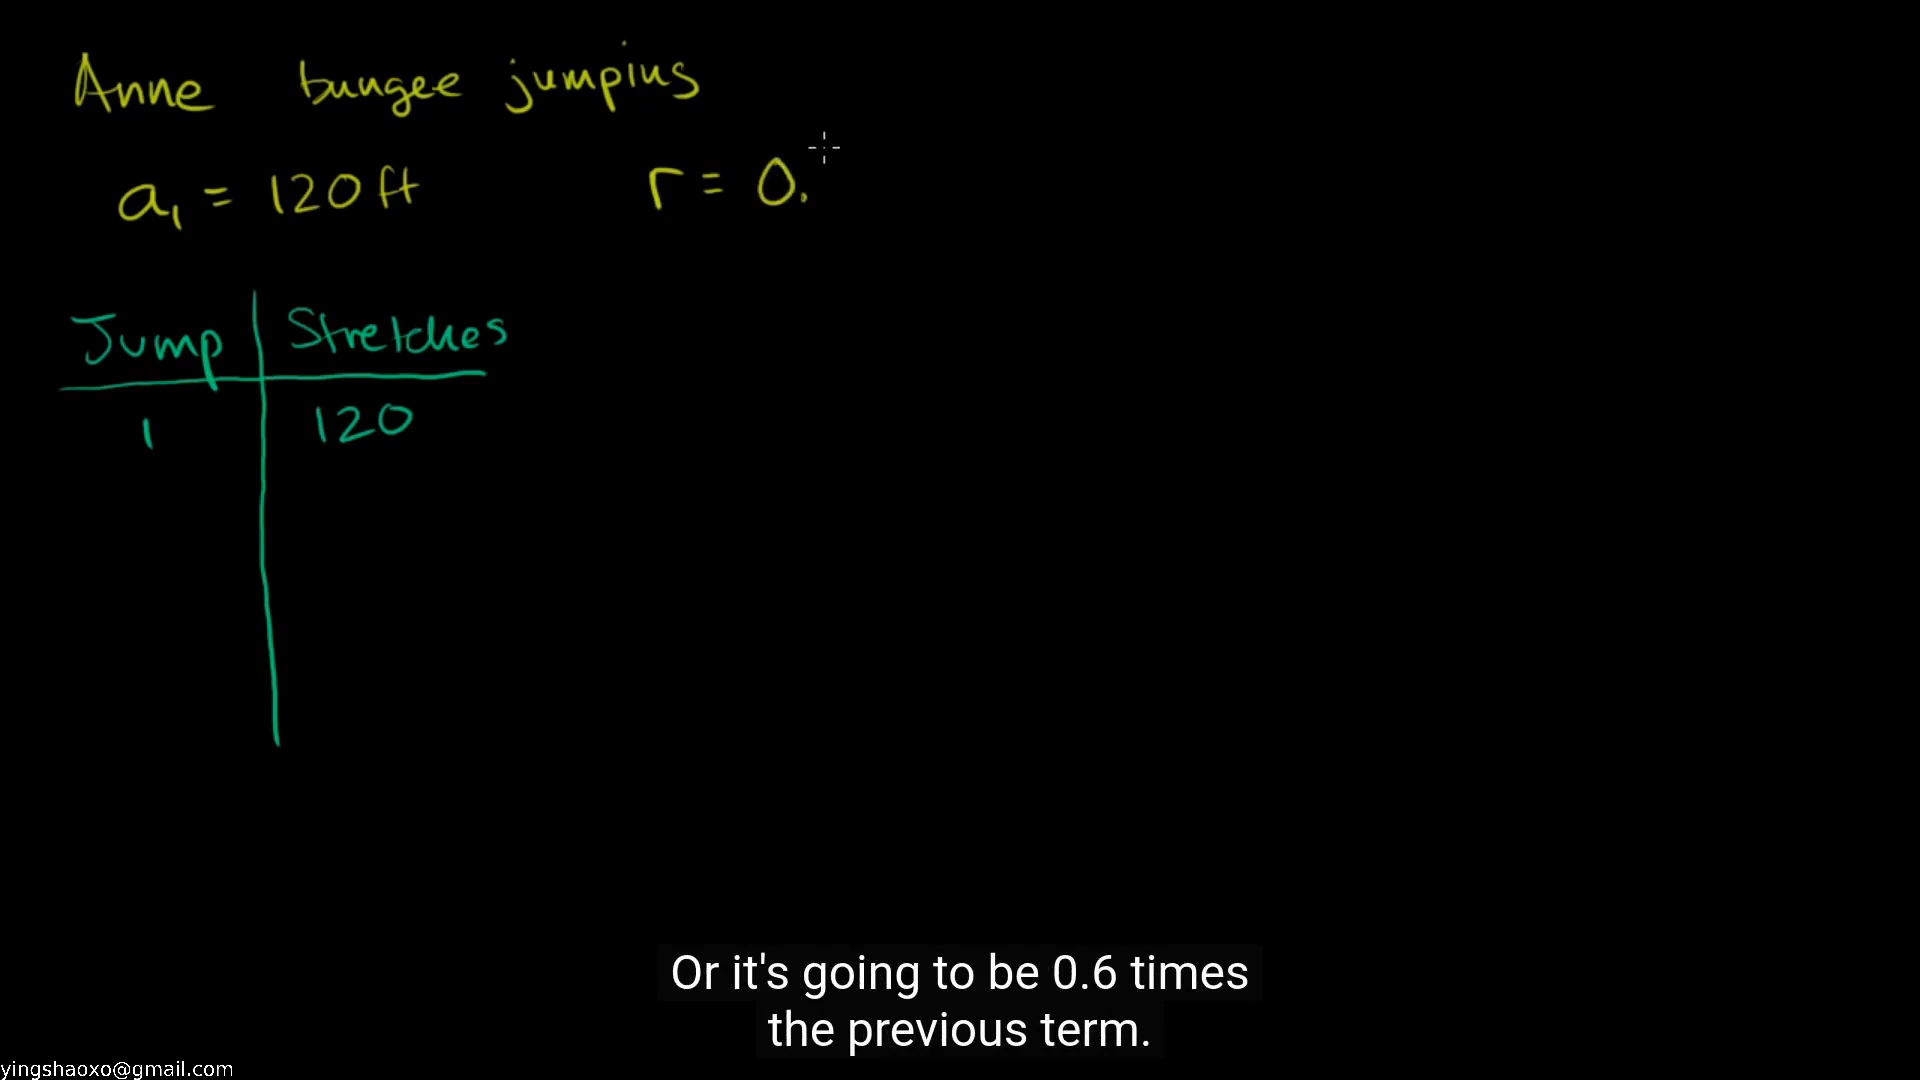 Anne bungee jumping
a₁ = 120 ft r = 0.
Jump Stretches
1 120
Or it's going to be 0.6 times
the previous term.
yingshaoxo@gmail.com